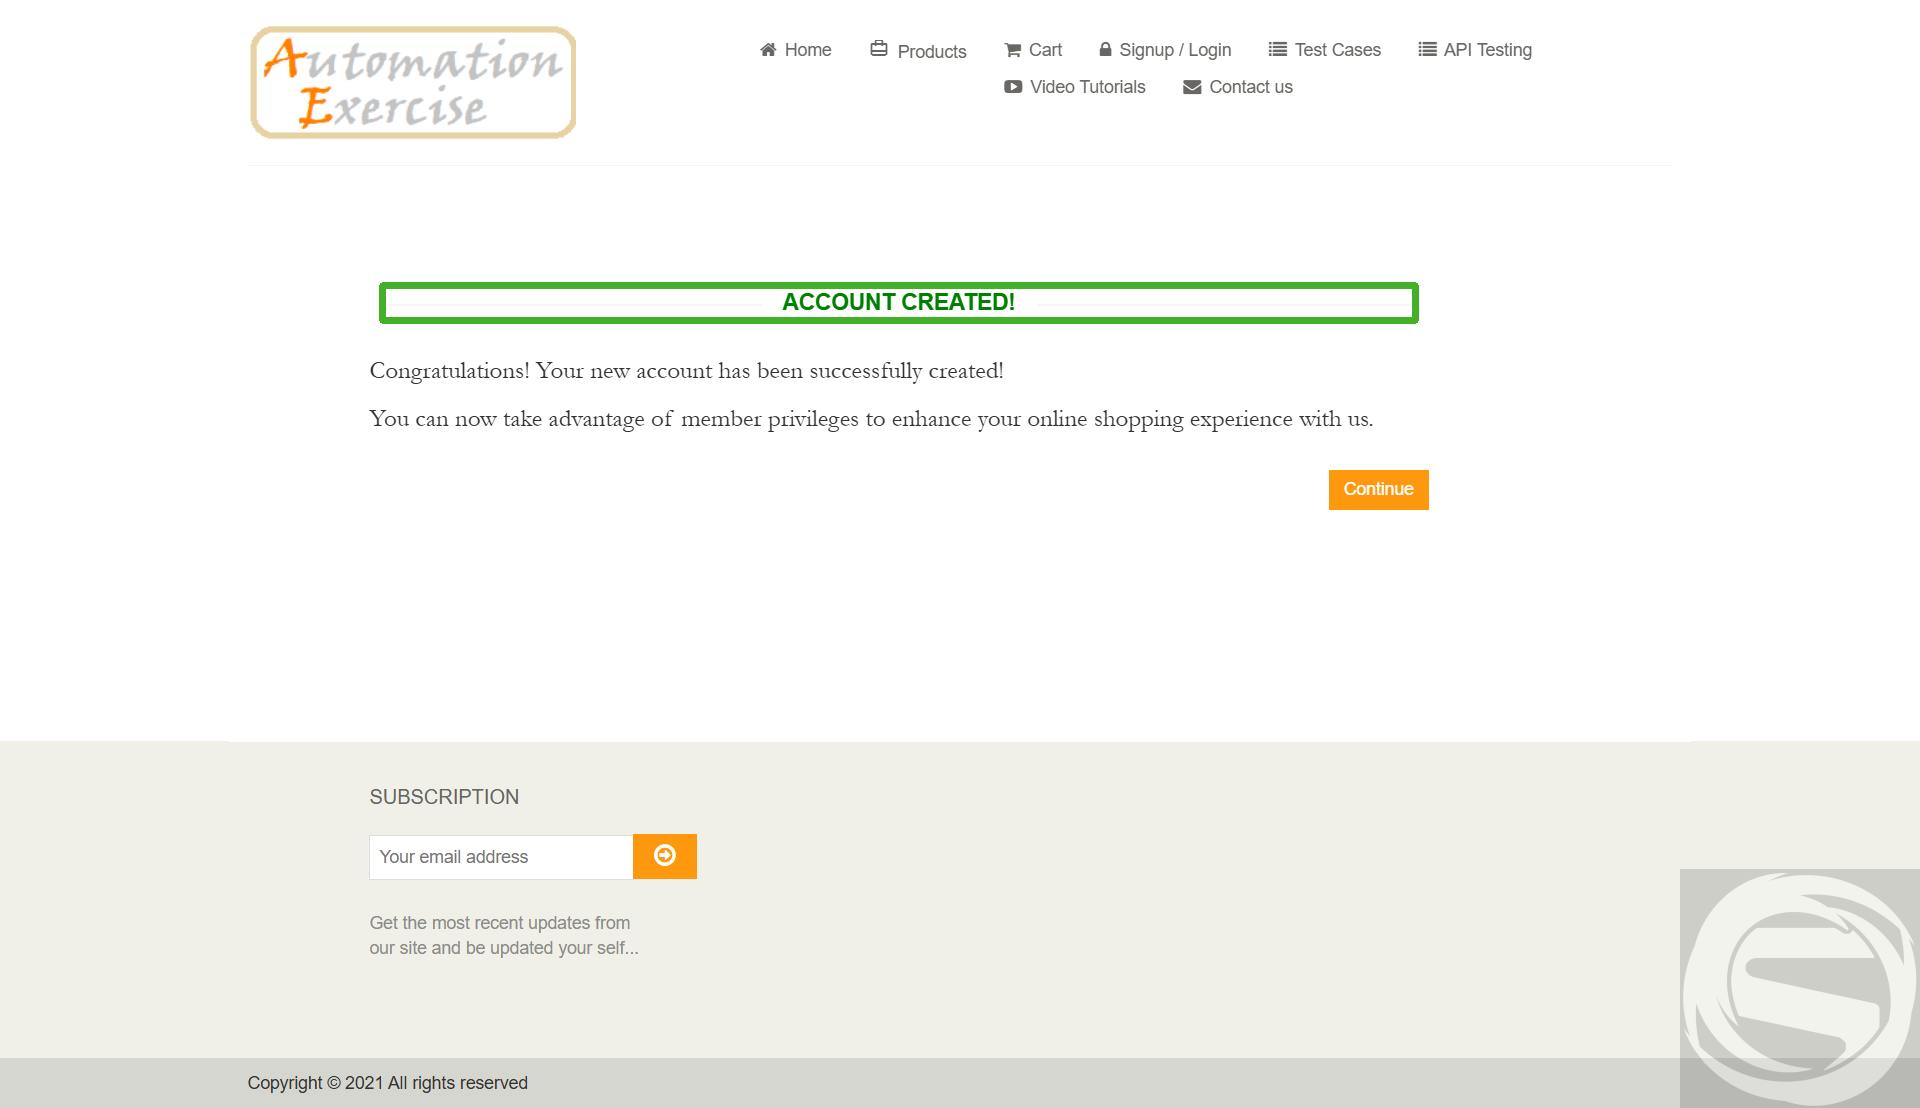 Automation
Exercise
Home Products Cart Signup / Login Test Cases API Testing
Video Tutorials Contact us
ACCOUNT CREATED!
Congratulations! Your new account has been successfully created!
You can now take advantage of member privileges to enhance your online shopping experience with us.
Continue
SUBSCRIPTION
Your email address
Get the most recent updates from
our site and be updated your self...
Copyright © 2021 All rights reserved